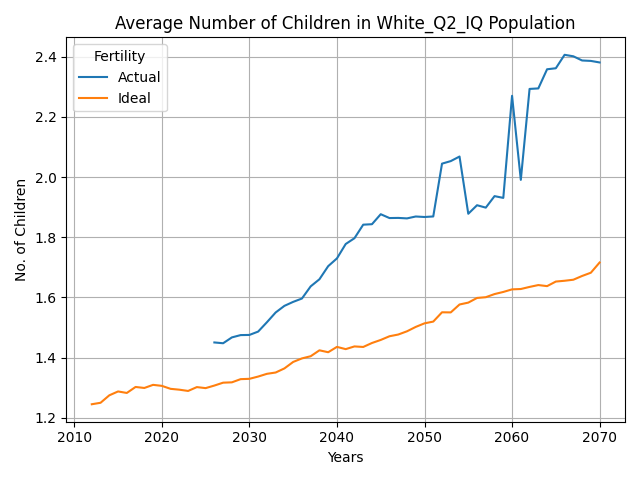 Average Number of Children in White_Q2_IQ Population
Fertility
Actual
Ideal
No. of Children
2.4
2.2
2.0
1.8
1.6
1.4
1.2
2010 2020 2030 2040 2050 2060 2070
Years